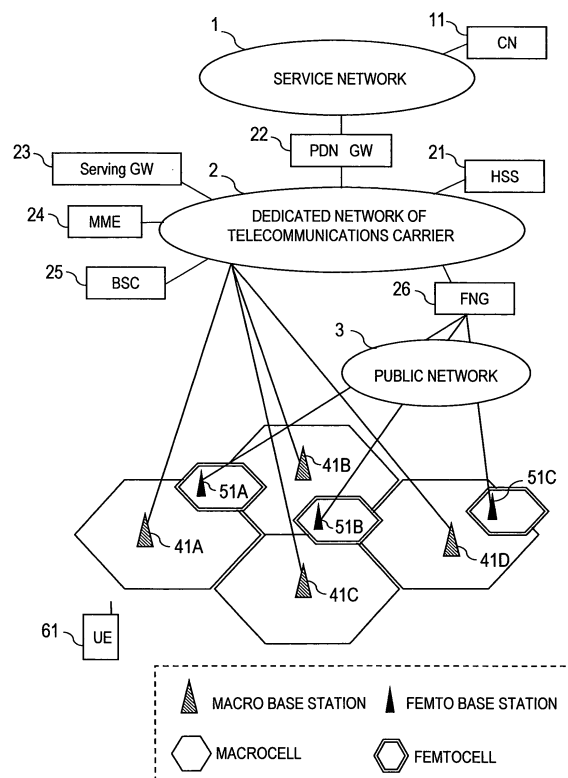 1
11
CN
SERVICE NETWORK
22
PDN GW
23
Serving GW
2
21
HSS
24
MME
DEDICATED NETWORK OF
TELECOMMUNICATIONS CARRIER
25
BSC
26
FNG
3
PUBLIC NETWORK
51A
41B
51C
51B
41A
41D
41C
61
UE
MACRO BASE STATION
FEMTO BASE STATION
MACROCELL
FEMTOCELL